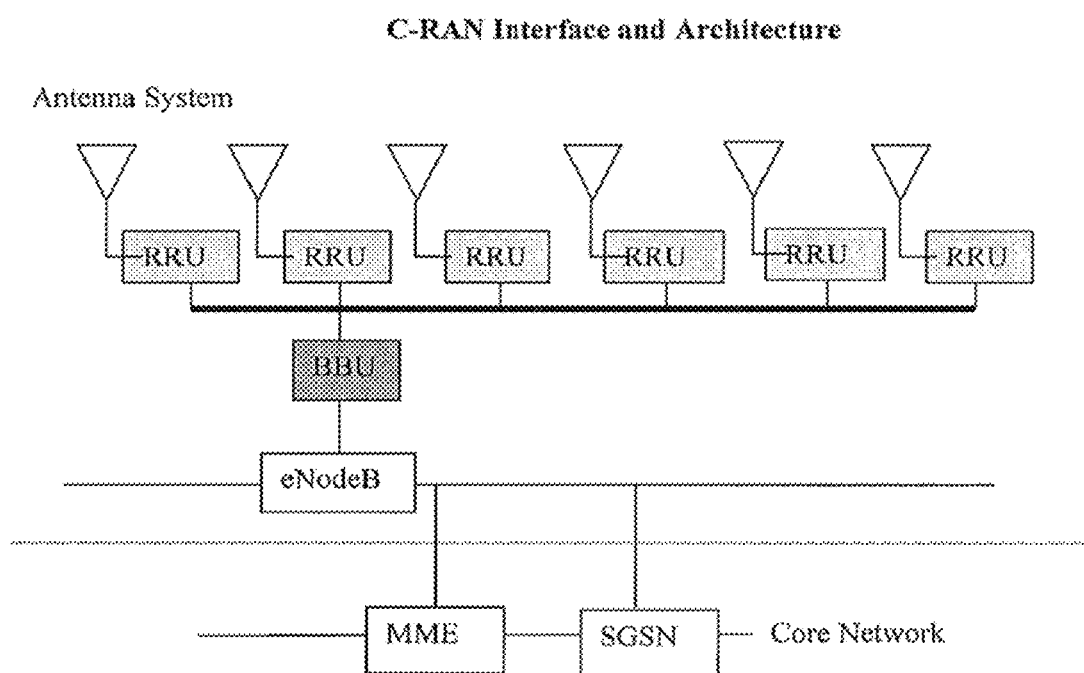 C-RAN Interface and Architecture
Antenna System
RRU RRU RRU RRU RRU RRU
BBU
eNodeB
MME SGSN Core Network